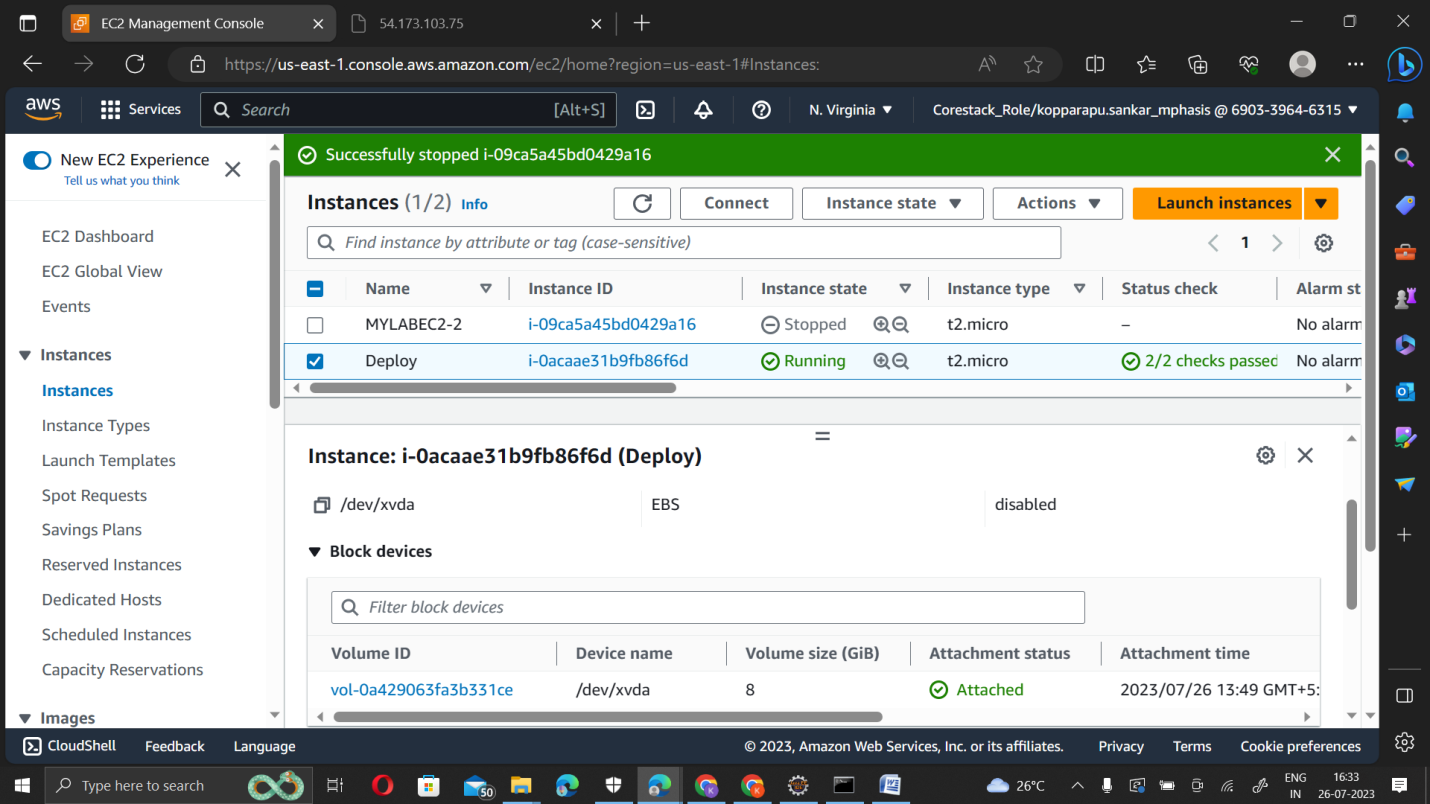 EC2 Management Console
54.173.103.75
https://us-east-1.console.aws.amazon.com/ec2/home?region=us-east-1#Instances:
aws
Services
Search
[Alt+S]
N. Virginia
Corestack_Role/kopparapu.sankar_mphasis @ 6903-3964-6315
New EC2 Experience
Tell us what you think
EC2 Dashboard
EC2 Global View
Events
Instances
Instances
Instance Types
Launch Templates
Spot Requests
Savings Plans
Reserved Instances
Dedicated Hosts
Scheduled Instances
Capacity Reservations
Images
Successfully stopped i-09ca5a45bd0429a16
Instances (1/2) Info
Connect
Instance state
Actions
Launch instances
Find instance by attribute or tag (case-sensitive)
1
Name Instance ID Instance state Instance type Status check Alarm st
MYLABEC2-2 i-09ca5a45bd0429a16 Stopped t2.micro – No alarm
Deploy i-0acaae31b9fb86f6d Running t2.micro 2/2 checks passed No alarm
Instance: i-0acaae31b9fb86f6d (Deploy)
/dev/xvda EBS disabled
Block devices
Filter block devices
Volume ID Device name Volume size (GiB) Attachment status Attachment time
vol-0a429063fa3b331ce /dev/xvda 8 Attached 2023/07/26 13:49 GMT+5:
CloudShell Feedback Language © 2023, Amazon Web Services, Inc. or its affiliates. Privacy Terms Cookie preferences
Type here to search
50
26°C
ENG
IN
16:33
26-07-2023